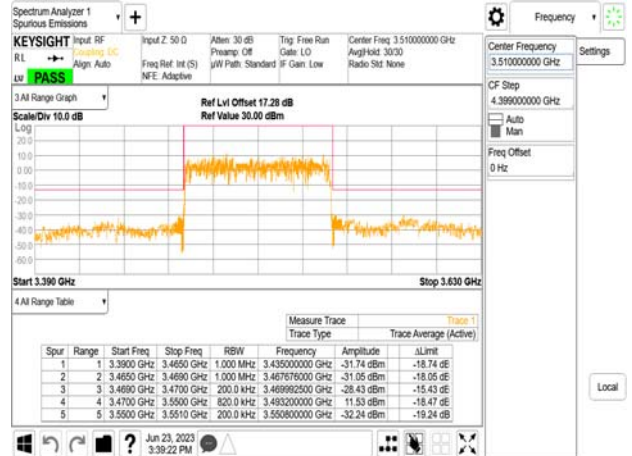 Spectrum Analyzer 1
Spurious Emissions
Frequency
KEYSIGHT Input: RF Input Z: 50 Ω Atten: 30 dB Trig: Free Run Center Freq: 3.510000000 GHz
RL Coupling: DC Preamp: Off Gate: LO Avg|Hold: 30/30
Align: Auto Freq Ref: Int (S) µW Path: Standard IF Gain: Low Radio Std: None
NFE: Adaptive
PASS
Center Frequency
3.510000000 GHz
Settings
CF Step
4.399000000 GHz
Auto
Man
Freq Offset
0 Hz
3 All Range Graph
Ref Lvl Offset 17.28 dB
Scale/Div 10.0 dB Ref Value 30.00 dBm
Log
20.0
10.0
0.00
-10.0
-20.0
-30.0
-40.0
-50.0
-60.0
Start 3.390 GHz Stop 3.630 GHz
4 All Range Table
Measure Trace Trace 1
Trace Type Trace Average (Active)
Spur Range Start Freq Stop Freq RBW Frequency Amplitude ΔLimit
1 1 3.3900 GHz 3.4650 GHz 1.000 MHz 3.435000000 GHz -31.74 dBm -18.74 dB
2 2 3.4650 GHz 3.4690 GHz 1.000 MHz 3.467676000 GHz -31.05 dBm -18.05 dB
3 3 3.4690 GHz 3.4700 GHz 200.0 kHz 3.469992500 GHz -28.43 dBm -15.43 dB
4 4 3.4700 GHz 3.5500 GHz 820.0 kHz 3.493200000 GHz 11.53 dBm -18.47 dB
5 5 3.5500 GHz 3.5510 GHz 200.0 kHz 3.550800000 GHz -32.24 dBm -19.24 dB
Local
Jun 23, 2023
3:39:22 PM